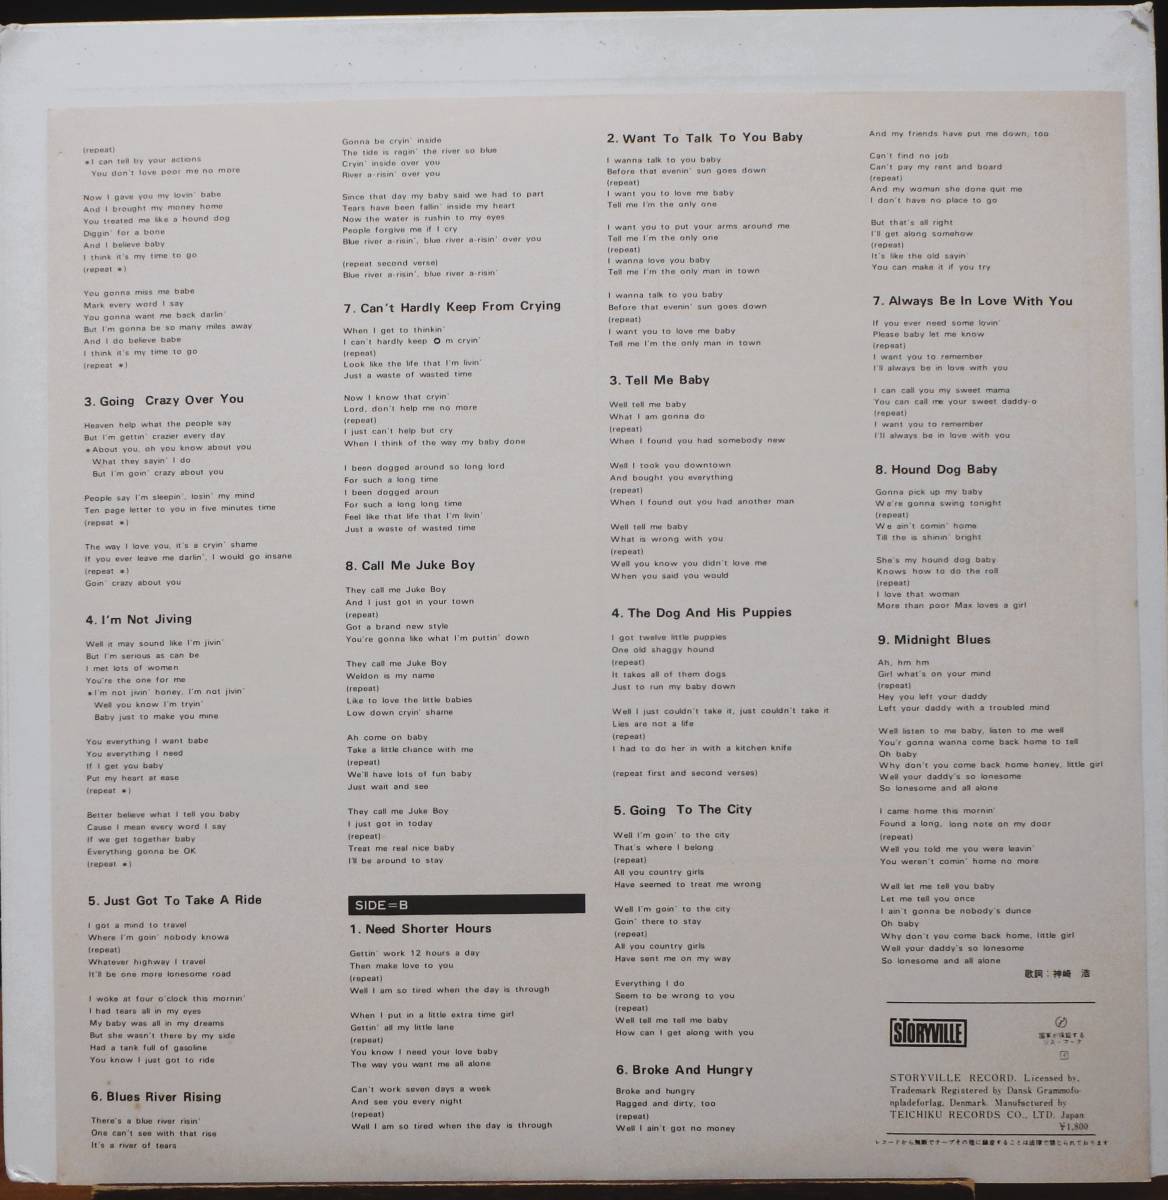 (repeat)
*I can tell by your actions
You don't love poor me no more
Now I gave you my lovin' babe
And I brought my money home
You treated me like a hound dog
Diggin' for a bone
And I believe baby
I think it's my time to go
(repeat *)
You gonna miss me babe
Mark every word I say
You gonna want me back darlin'
But I'm gonna be so many miles away
And I do believe babe
I think it's my time to go
(repeat *)
3. Going Crazy Over You
Heaven help what the people say
But I'm gettin' crazier every day
*About you, oh you know about you
What they sayin' I do
But I'm goin' crazy about you
People say I'm sleepin', losin' my mind
Ten page letter to you in five minutes time
(repeat *)
The way I love you, it's a cryin' shame
If you ever leave me darlin', I would go insane
(repeat *)
Goin' crazy about you
4. I'm Not Jiving
Well it may sound like I'm jivin'
But I'm serious as can be
I met lots of women
You're the one for me
*I'm not jivin' honey, I'm not jivin'
Well you know I'm tryin'
Baby just to make you mine
You everything I want babe
You everything I need
If I get you baby
Put my heart at ease
(repeat *)
Better believe what I tell you baby
Cause I mean every word I say
If we get together baby
Everything gonna be OK
(repeat *)
5. Just Got To Take A Ride
I got a mind to travel
Where I'm goin' nobody knowa
(repeat)
Whatever highway I travel
It'll be one more lonesome road
I woke at four o'clock this mornin'
I had tears all in my eyes
My baby was all in my dreams
But she wasn't there by my side
Had a tank full of gasoline
You know I just got to ride
6. Blues River Rising
There's a blue river risin'
One can't see with that rise
It's a river of tears
Gonna be cryin' inside
The tide is ragin' the river so blue
Cryin' inside over you
River a-risin' over you
Since that day my baby said we had to part
Tears have been fallin' inside my heart
Now the water is rushin to my eyes
People forgive me if I cry
Blue river a-risin', blue river a-risin' over you
(repeat second verse)
Blue river a-risin', blue river a-risin'
7. Can't Hardly Keep From Crying
When I get to thinkin'
I can't hardly keep m cryin'
(repeat)
Look like the life that I'm livin'
Just a waste of wasted time
Now I know that cryin'
Lord, don't help me no more
(repeat)
I just can't help but cry
When I think of the way my baby done
I been dogged around so long lord
For such a long time
I been dogged aroun
For such a long long time
Feel like that life that I'm livin'
Just a waste of wasted time
8. Call Me Juke Boy
They call me Juke Boy
And I just got in your town
(repeat)
Got a brand new style
You're gonna like what I'm puttin' down
They call me Juke Boy
Weldon is my name
(repeat)
Like to love the little babies
Low down cryin' shame
Ah come on baby
Take a little chance with me
(repeat)
We'll have lots of fun baby
Just wait and see
They call me Juke Boy
I just got in today
(repeat)
Treat me real nice baby
I'll be around to stay
SIDE=B
1. Need Shorter Hours
Gettin' work 12 hours a day
Then make love to you
(repeat)
Well I am so tired when the day is through
When I put in a little extra time girl
Gettin' all my little lane
(repeat)
You know I need your love baby
The way you want me all alone
Can't work seven days a week
And see you every night
(repeat)
Well I am so tired when the day is through
2. Want To Talk To You Baby
I wanna talk to you baby
Before that evenin' sun goes down
(repeat)
I want you to love me baby
Tell me I'm the only one
I want you to put your arms around me
Tell me I'm the only one
(repeat)
I wanna love you baby
Tell me I'm the only man in town
I wanna talk to you baby
Before that evenin' sun goes down
(repeat)
I want you to love me baby
Tell me I'm the only man in town
3. Tell Me Baby
Well tell me baby
What I am gonna do
(repeat)
When I found you had somebody new
Well I took you downtown
And bought you everything
(repeat)
When I found out you had another man
Well tell me baby
What is wrong with you
(repeat)
Well you know you didn't love me
When you said you would
4. The Dog And His Puppies
I got twelve little puppies
One old shaggy hound
(repeat)
It takes all of them dogs
Just to run my baby down
Well I just couldn't take it, just couldn't take it
Lies are not a life
(repeat)
I had to do her in with a kitchen knife
(repeat first and second verses)
5. Going To The City
Well I'm goin' to the city
That's where I belong
(repeat)
All you country girls
Have seemed to treat me wrong
Well I'm goin' to the city
Goin' there to stay
(repeat)
All you country girls
Have sent me on my way
Everything I do
Seem to be wrong to you
(repeat)
Well tell me tell me baby
How can I get along with you
6. Broke And Hungry
Broke and hungry
Ragged and dirty, too
(repeat)
Well I ain't got no money
And my friends have put me down, too
Can't find no job
Can't pay my rent and board
(repeat)
And my woman she done quit me
I don't have no place to go
But that's all right
I'll get along somehow
(repeat)
It's like the old sayin'
You can make it if you try
7. Always Be In Love With You
If you ever need some lovin'
Please baby let me know
(repeat)
I want you to remember
I'll always be in love with you
I can call you my sweet mama
You can call me your sweet daddy-o
(repeat)
I want you to remember
I'll always be in love with you
8. Hound Dog Baby
Gonna pick up my baby
We're gonna swing tonight
(repeat)
We ain't comin' home
Till the is shinin' bright
She's my hound dog baby
Knows how to do the roll
(repeat)
I love that woman
More than poor Max loves a girl
9. Midnight Blues
Ah, hm hm
Girl what's on your mind
(repeat)
Hey you left your daddy
Left your daddy with a troubled mind
Well listen to me baby, listen to me well
You'r gonna wanna come back home to tell
Oh baby
Why don't you come back home honey, little girl
Well your daddy's so lonesome
So lonesome and all alone
I came home this mornin'
Found a long, long note on my door
(repeat)
Well you told me you were leavin'
You weren't comin' home no more
Well let me tell you baby
Let me tell you once
I ain't gonna be nobody's dunce
Oh baby
Why don't you come back home, little girl
Well your daddy's so lonesome
So lonesome and all alone
歌詞：神崎 浩
STORYVILLE
STORYVILLE RECORD. Licensed by,
Trademark Registered by Dansk Grammofo-
npladeforlag, Denmark. Manufactured by
TEICHIKU RECORDS CO., LTD. Japan
¥1,800
レコードから無断でテープその他に録音することは法律で禁じられております